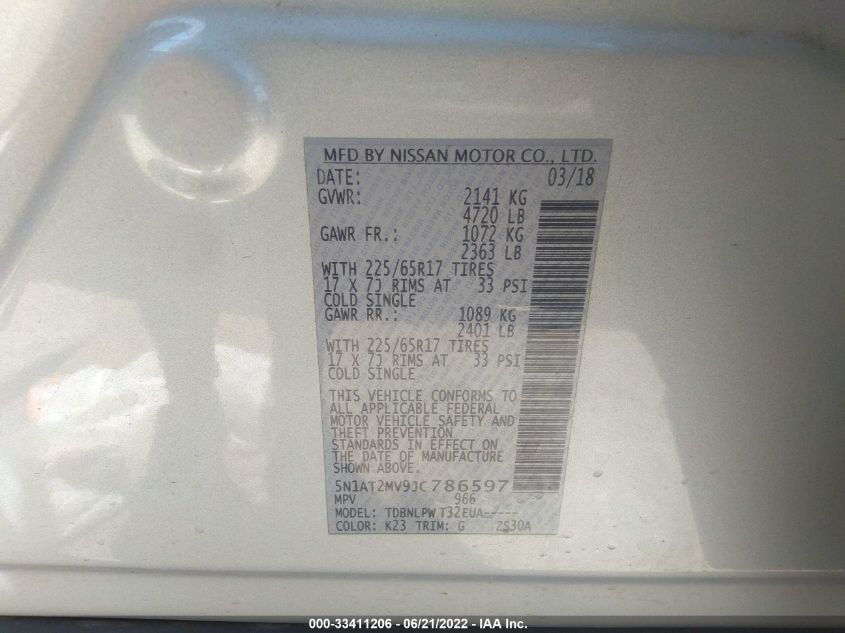 MFD BY NISSAN MOTOR CO., LTD.
DATE: 03/18
GVWR: 2141 KG
4720 LB
GAWR FR.: 1072 KG
2363 LB
WITH 225/65R17 TIRES
17 X 7J RIMS AT 33 PSI
COLD SINGLE
GAWR RR.: 1089 KG
2401 LB
WITH 225/65R17 TIRES
17 X 7J RIMS AT 33 PSI
COLD SINGLE
THIS VEHICLE CONFORMS TO
ALL APPLICABLE FEDERAL
MOTOR VEHICLE SAFETY AND
THEFT PREVENTION
STANDARDS IN EFFECT ON
THE DATE OF MANUFACTURE
SHOWN ABOVE.
5N1AT2MV9JC786597
MPV 966
MODEL: TDBNLPW T32EUA-----
COLOR: K23 TRIM: G ZS30A
000-33411206 - 06/21/2022 - IAA Inc.